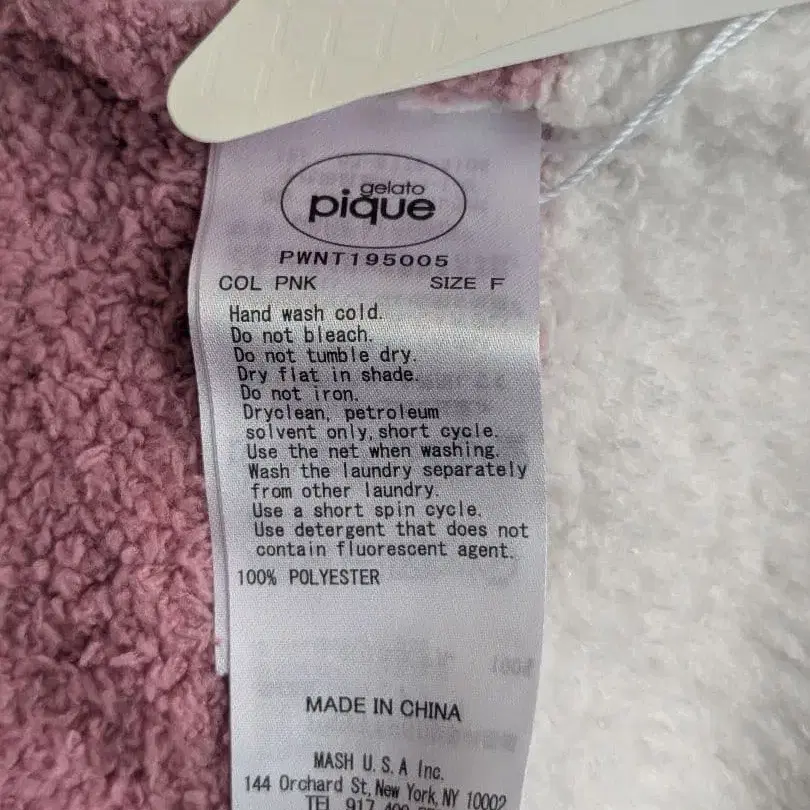 gelato
pique
PWNT195005
COL PNK SIZE F
Hand wash cold.
Do not bleach.
Do not tumble dry.
Dry flat in shade.
Do not iron.
Dryclean, petroleum
solvent only, short cycle.
Use the net when washing.
Wash the laundry separately
from other laundry.
Use a short spin cycle.
Use detergent that does not
contain fluorescent agent.
100% POLYESTER
MADE IN CHINA
MASH U.S.A Inc.
144 Orchard St, New York, NY 10002
TEL 917